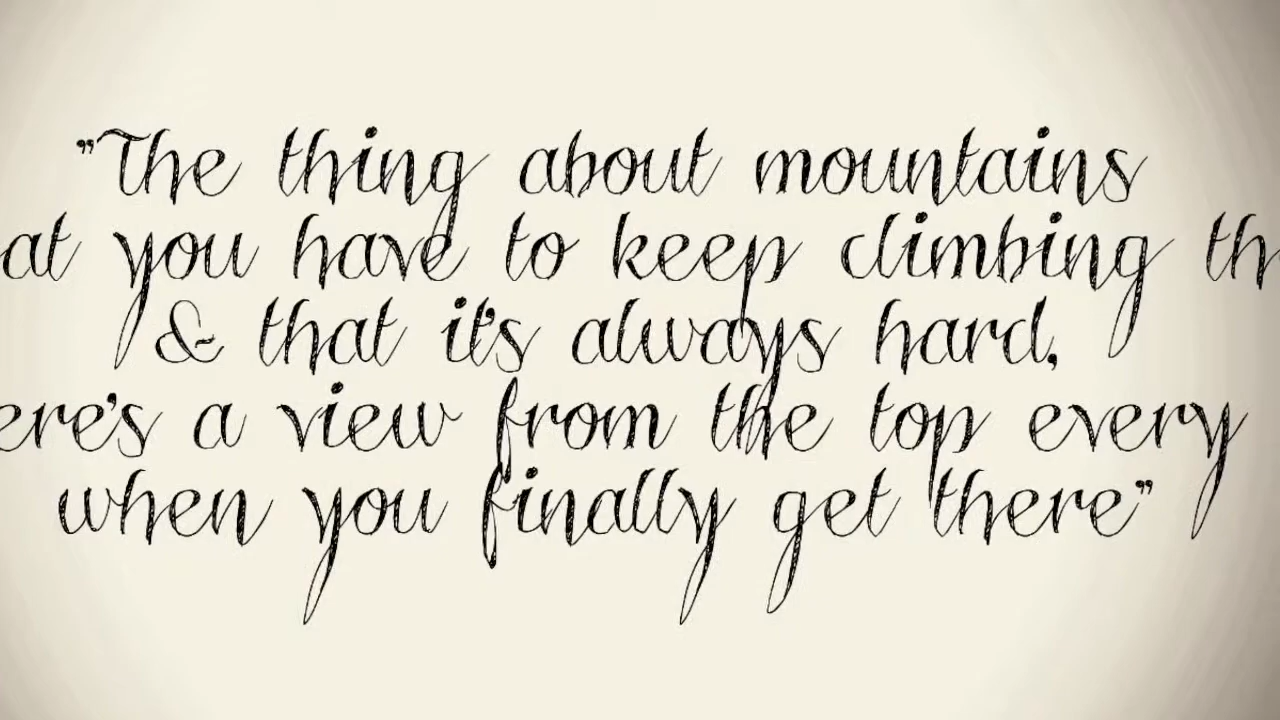 "The thing about mountains
at you have to keep climbing th
& that it's always hard,
ere's a view from the top every
when you finally get there"